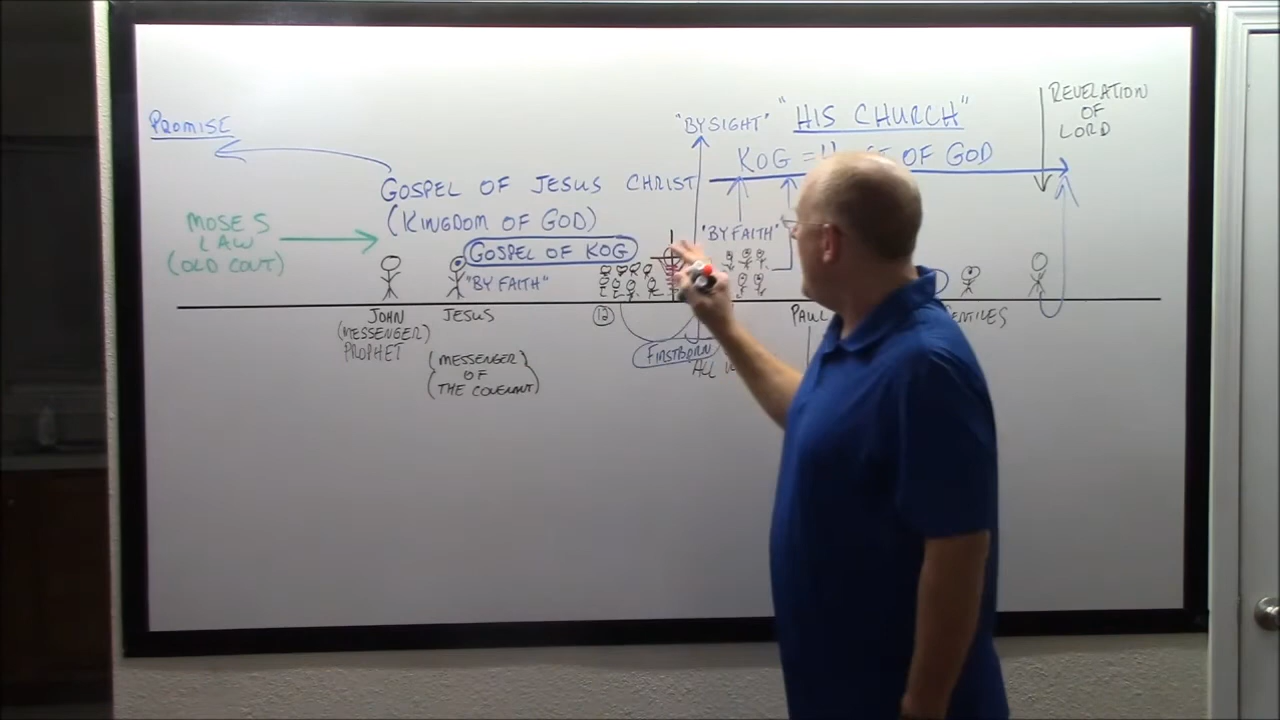 PROMISE
"BY SIGHT"
"HIS CHURCH"
KOG =
OF GOD
REVELATION
OF
LORD
GOSPEL OF JESUS CHRIST
(KINGDOM OF GOD)
GOSPEL OF KOG
"BY FAITH"
MOSES
LAW
(OLD COVT)
"BY FAITH"
JOHN
(MESSENGER)
PROPHET
JESUS
(MESSENGER)
OF
(THE COVENANT)
12
FIRSTBORN
ALL
PAUL